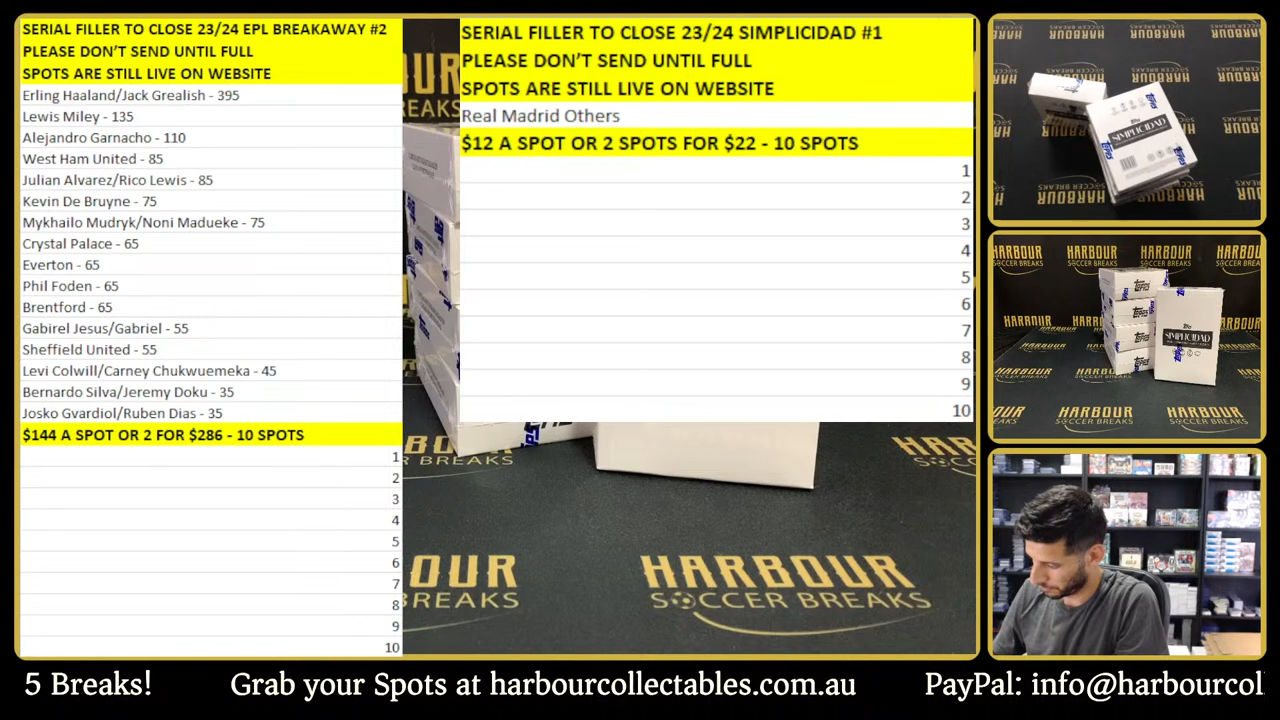 SERIAL FILLER TO CLOSE 23/24 EPL BREAKAWAY #2
PLEASE DON'T SEND UNTIL FULL
SPOTS ARE STILL LIVE ON WEBSITE
Erling Haaland/Jack Grealish - 395
Lewis Miley - 135
Alejandro Garnacho - 110
West Ham United - 85
Julian Alvarez/Rico Lewis - 85
Kevin De Bruyne - 75
Mykhailo Mudryk/Noni Madueke - 75
Crystal Palace - 65
Everton - 65
Phil Foden - 65
Brentford - 65
Gabirel Jesus/Gabriel - 55
Sheffield United - 55
Levi Colwill/Carney Chukwuemeka - 45
Bernardo Silva/Jeremy Doku - 35
Josko Gvardiol/Ruben Dias - 35
$144 A SPOT OR 2 FOR $286 - 10 SPOTS
1
2
3
4
5
6
7
8
9
10
SERIAL FILLER TO CLOSE 23/24 SIMPLICIDAD #1
PLEASE DON'T SEND UNTIL FULL
SPOTS ARE STILL LIVE ON WEBSITE
Real Madrid Others
$12 A SPOT OR 2 SPOTS FOR $22 - 10 SPOTS
1
2
3
4
5
6
7
8
9
10
HARBOUR
SOCCER BREAKS
topps
SIMPLICIDAD
HARBOUR
SOCCER BREAKS
topps
SIMPLICIDAD
5 Breaks! Grab your Spots at harbourcollectables.com.au PayPal: info@harbourcol